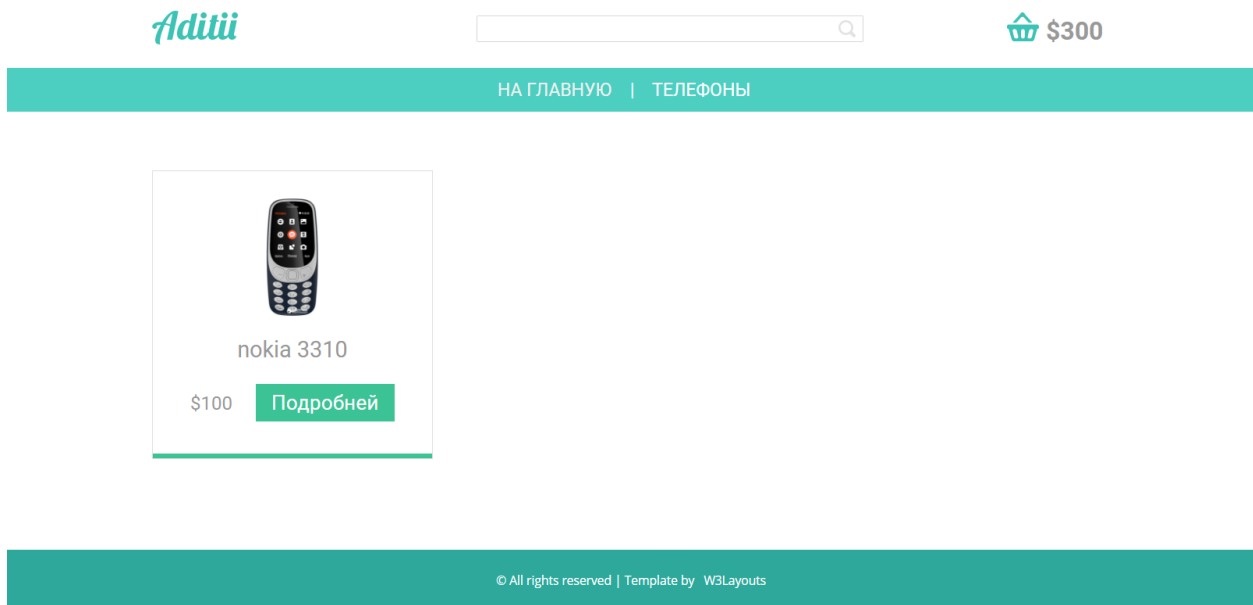 Aditii
$300
НА ГЛАВНУЮ | ТЕЛЕФОНЫ
nokia 3310
$100 Подробней
© All rights reserved | Template by W3Layouts